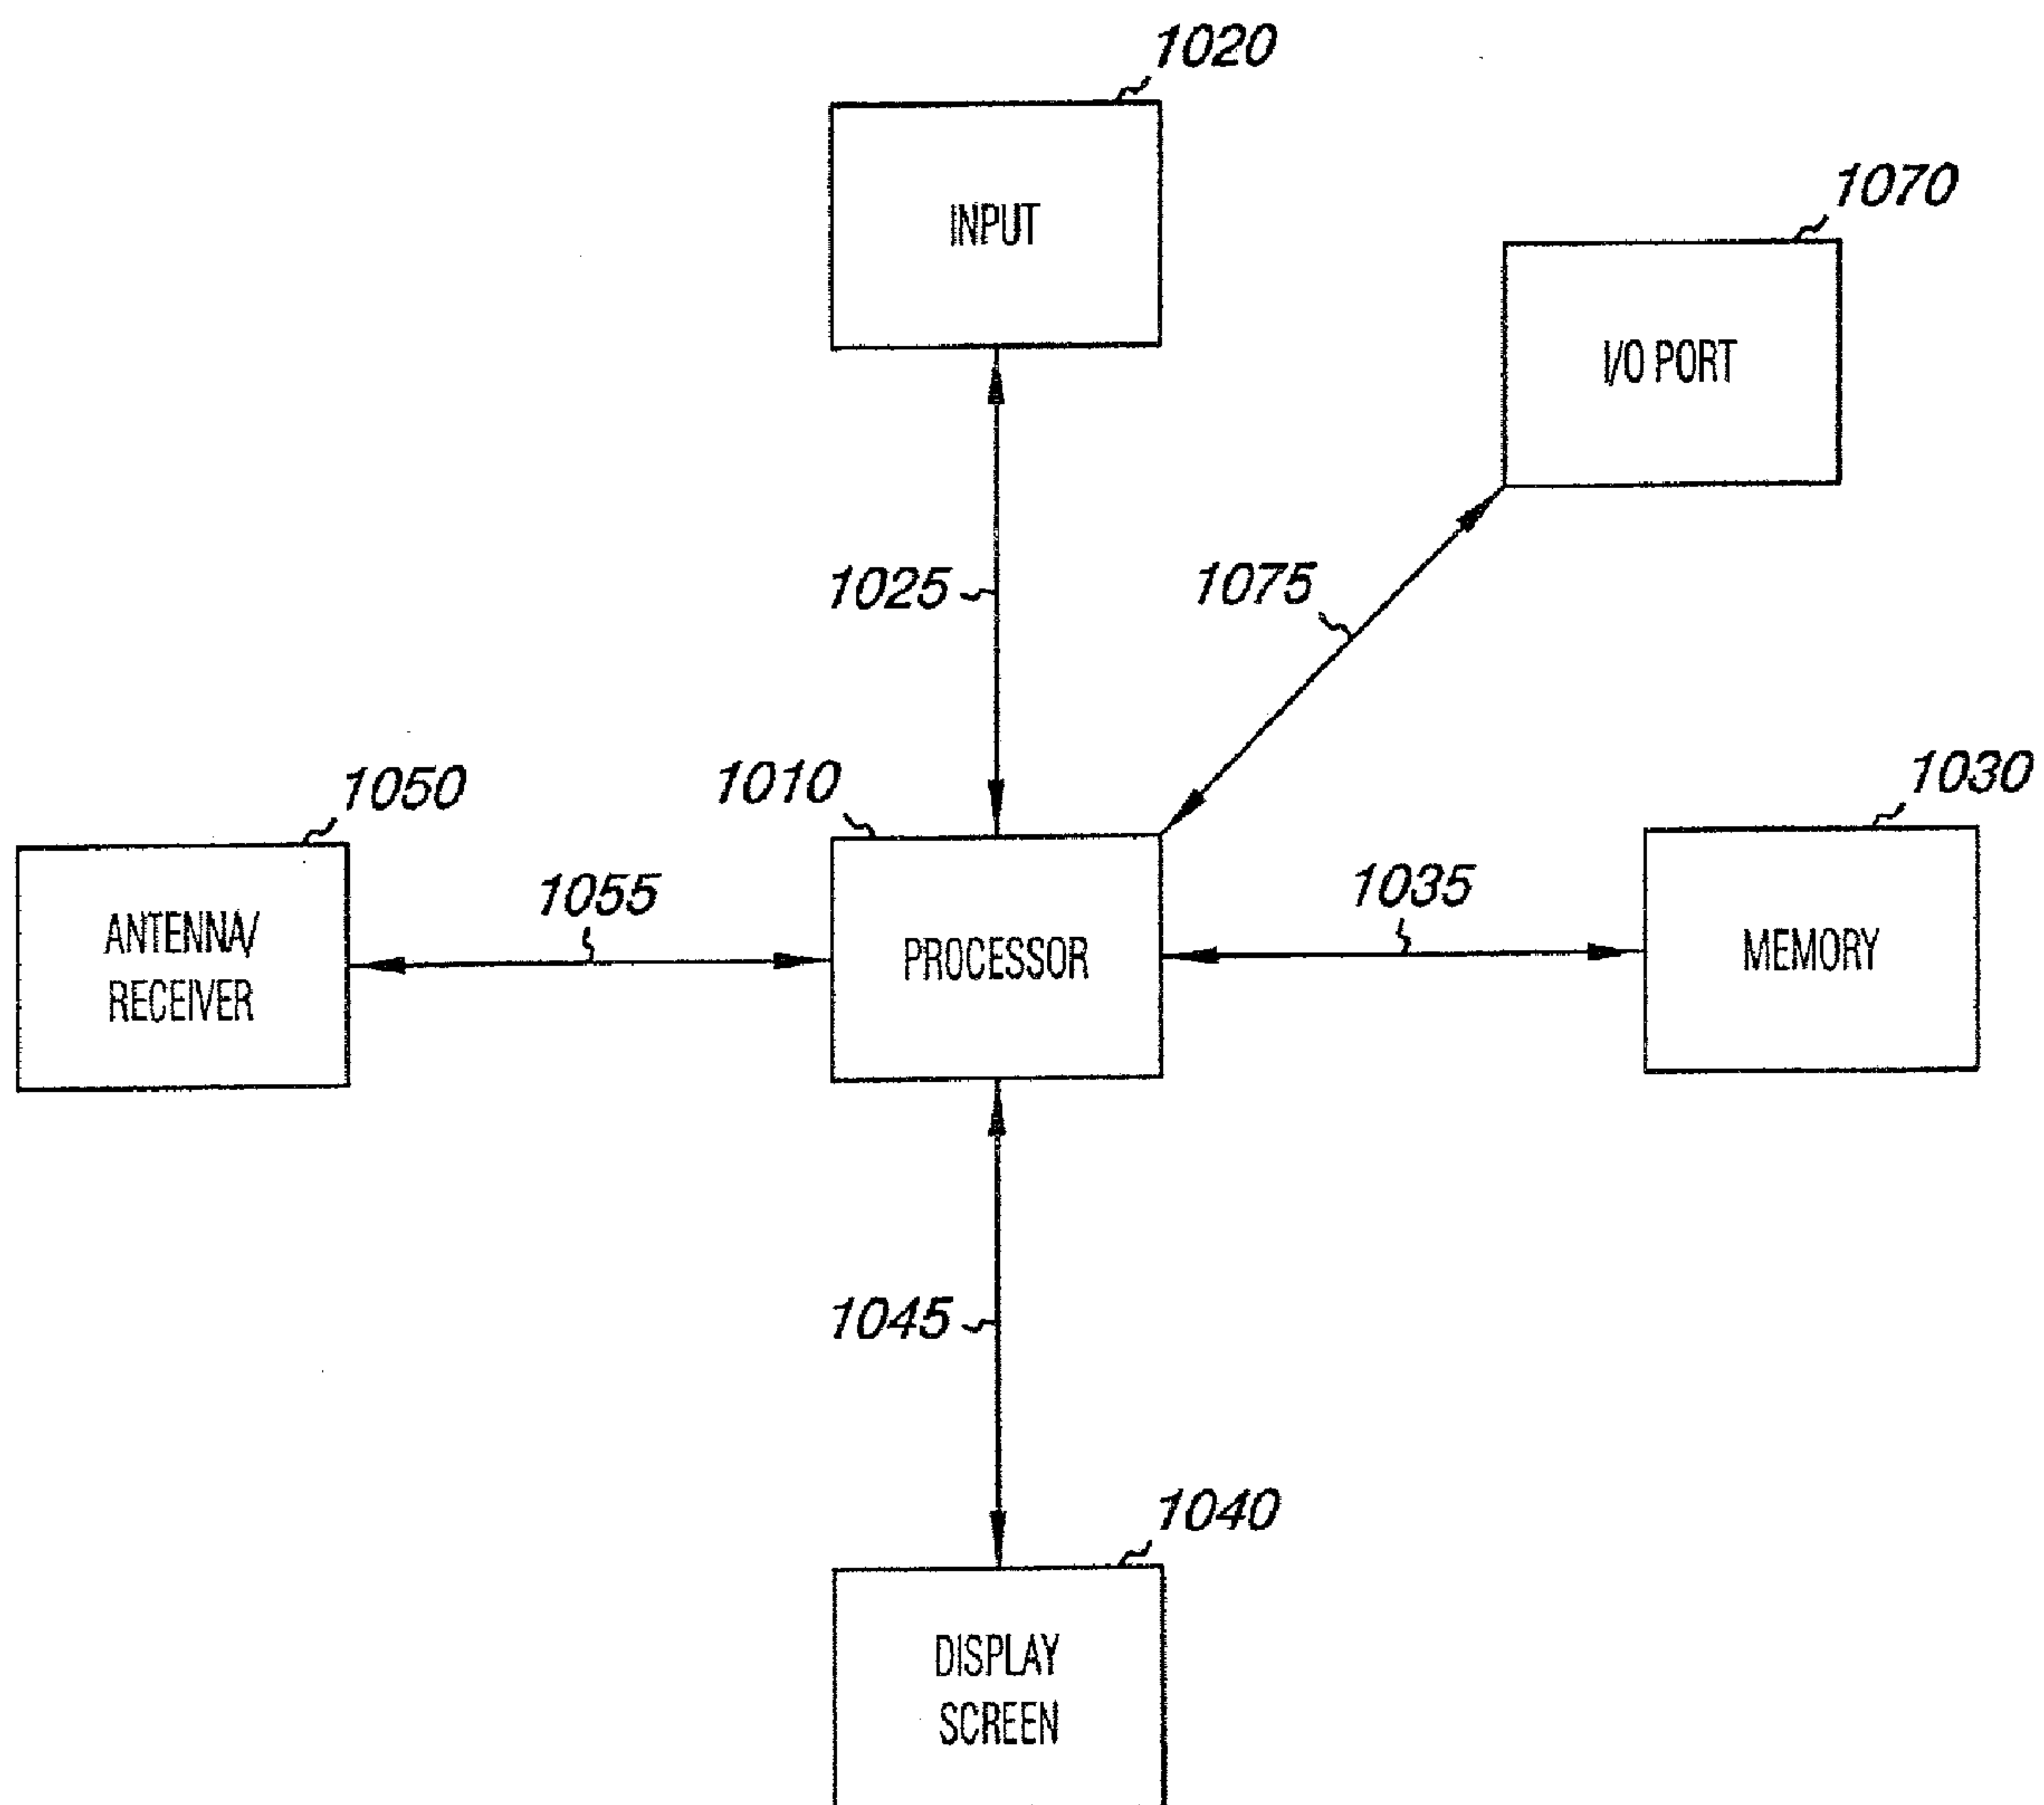 1020
INPUT
1070
I/O PORT
1025
1075
1050
ANTENNA/
RECEIVER
1055
1010
PROCESSOR
1035
1030
MEMORY
1045
1040
DISPLAY
SCREEN